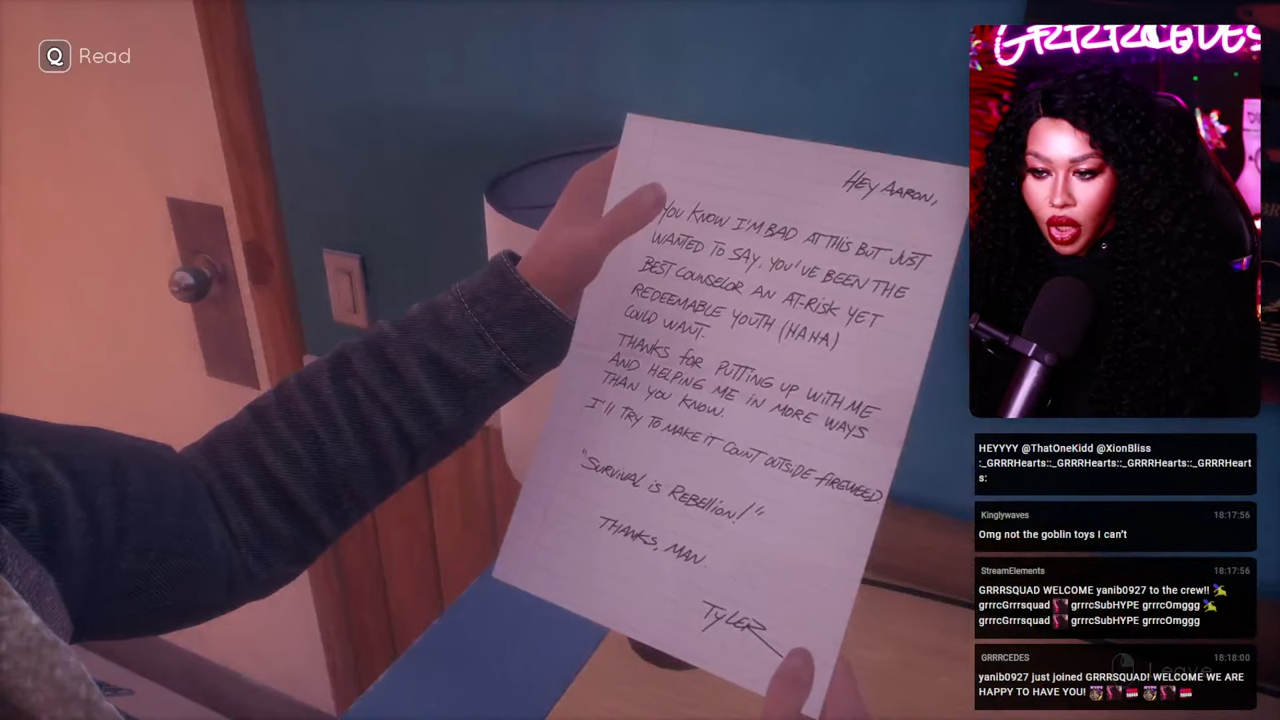 Q Read
GRRRCEDES
HEY AARON,
YOU KNOW I'M BAD AT THIS BUT JUST
WANTED TO SAY, YOU'VE BEEN THE
BEST COUNSELOR AN AT-RISK YET
REDEEMABLE YOUTH (HAHA)
COULD WANT.
THANKS FOR PUTTING UP WITH ME
AND HELPING ME IN MORE WAYS
THAN YOU KNOW.
I'LL TRY TO MAKE IT COUNT OUTSIDE FIREWEED.
"SURVIVAL IS REBELLION!"
THANKS, MAN.
TYLER
HEYYYY @ThatOneKidd @XionBliss
:_GRRRHearts::_GRRRHearts::_GRRRHearts::_GRRRHeart
s:
Kinglywaves 18:17:56
Omg not the goblin toys I can't
StreamElements 18:17:56
GRRRSQUAD WELCOME yanib0927 to the crew!!
grrrcGrrrsquad grrrcSubHYPE grrrcOmggg
grrrcGrrrsquad grrrcSubHYPE grrrcOmggg
GRRRCEDES 18:18:00
yanib0927 just joined GRRRSQUAD! WELCOME WE ARE
HAPPY TO HAVE YOU!
Leave